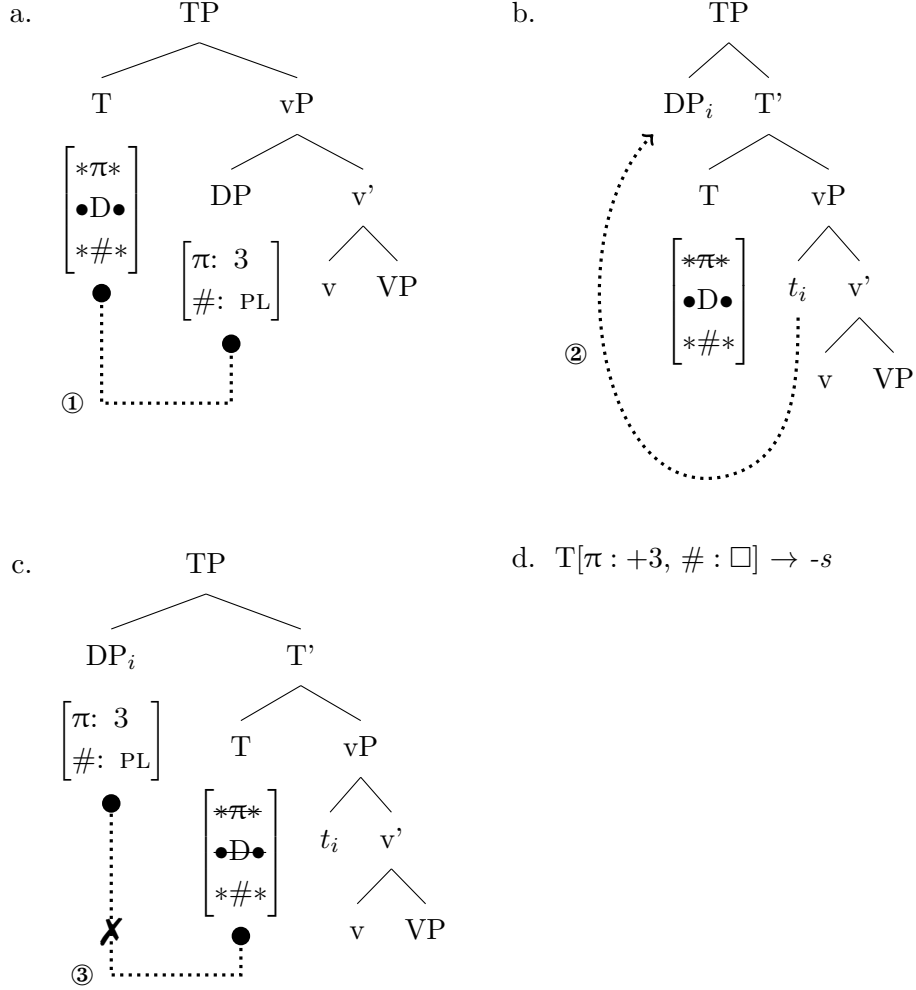 a. TP
T vP
∗π∗
●D●
∗#∗
DP v’
π: 3
#: PL
v VP
①
b. TP
DPi T’
T vP
∗π∗
●D●
∗#∗
ti v’
v VP
②
c. TP
DPi T’
π: 3
#: PL
T vP
∗π∗
●D●
∗#∗
ti v’
v VP
✗
③
d. T[π : +3, # : □] → -s